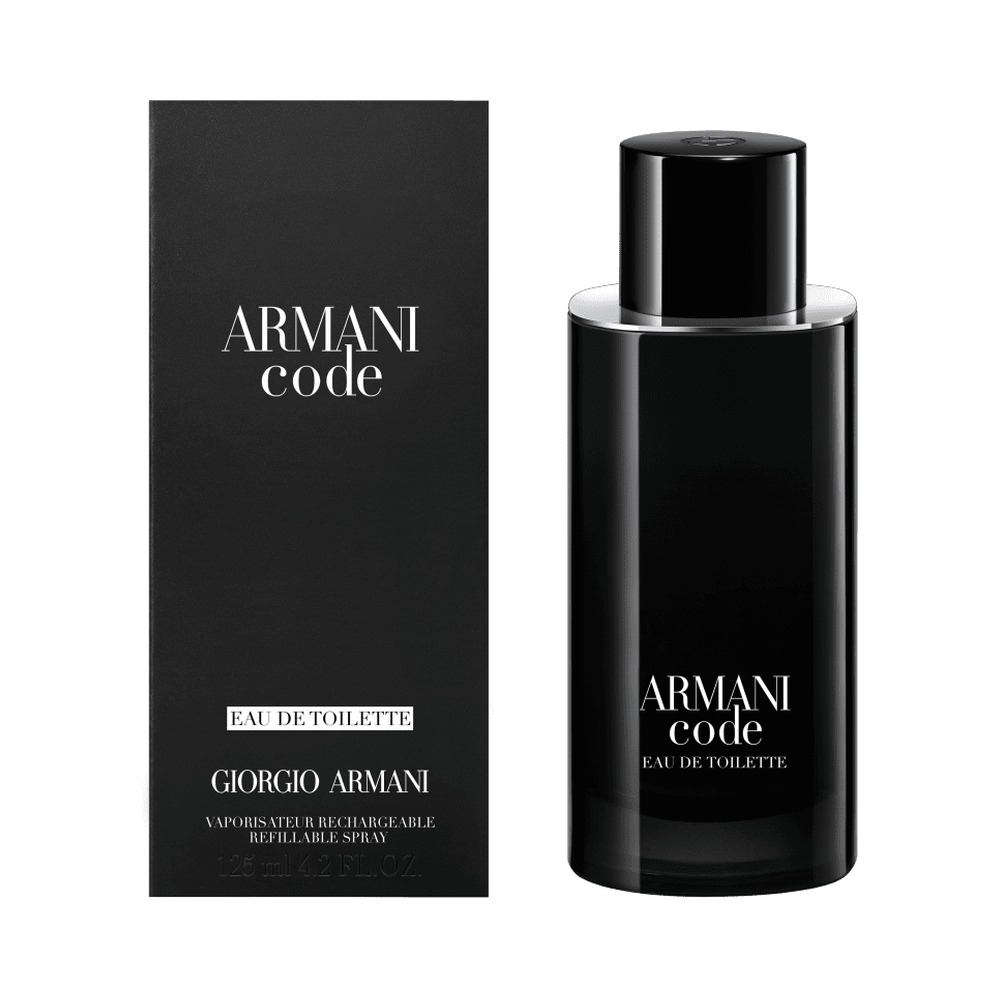 ARMANI
code
EAU DE TOILETTE
GIORGIO ARMANI
VAPORISATEUR RECHARGEABLE
REFILLABLE SPRAY
125 ml 4.2 FL.OZ.
ARMANI
code
EAU DE TOILETTE